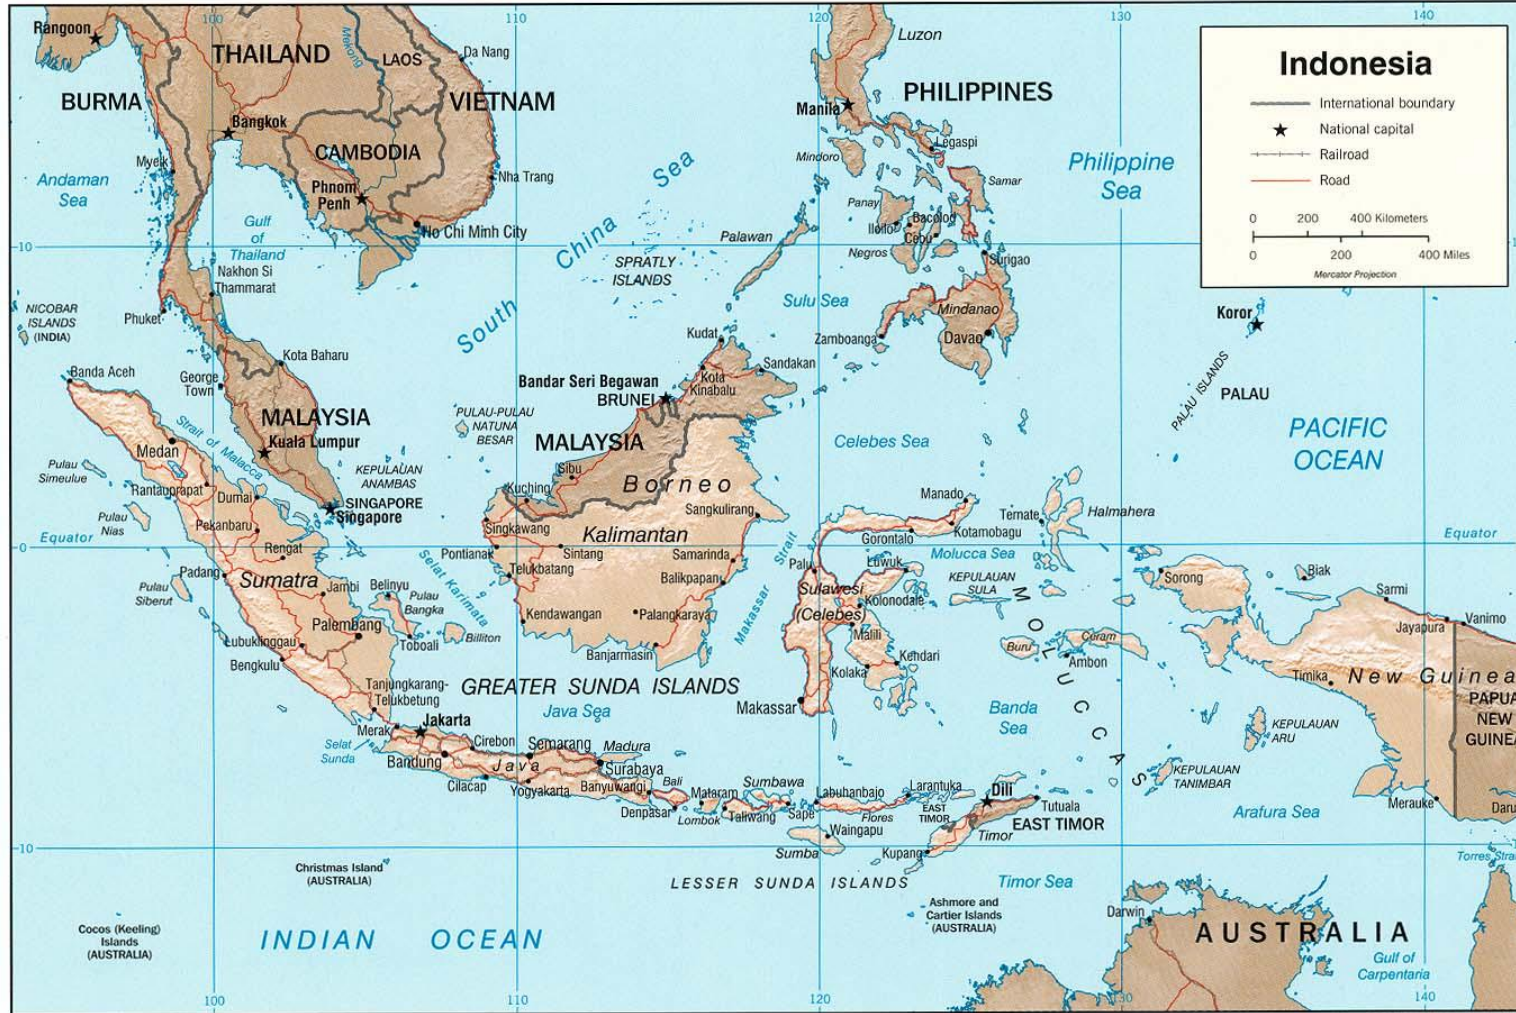 100
110
120
130
140
Rangoon
THAILAND
LAOS
Mekong
Da Nang
Luzon
BURMA
VIETNAM
Manila
PHILIPPINES
Bangkok
CAMBODIA
Legaspi
Myeik
Mindoro
Andaman
Sea
Phnom
Penh
Nha Trang
Samar
Philippine
Sea
Gulf
of
Thailand
Ho Chi Minh City
Panay
Iloilo
Bacolod
Cebu
Negros
Palawan
Surigao
10
South China Sea
SPRATLY
ISLANDS
Nakhon Si
Thammarat
NICOBAR
ISLANDS
(INDIA)
Phuket
Sulu Sea
Mindanao
Davao
Zamboanga
Indonesia
International boundary
National capital
Railroad
Road
0 200 400 Kilometers
0 200 400 Miles
Mercator Projection
Koror
PALAU ISLANDS
PALAU
PACIFIC
OCEAN
Kudat
Sandakan
Kota
Kinabalu
Bandar Seri Begawan
BRUNEI
Banda Aceh
Kota Baharu
George
Town
MALAYSIA
Kuala Lumpur
Strait of Malacca
PULAU-PULAU
NATUNA
BESAR
MALAYSIA
Celebes Sea
Medan
Pulau
Simeulue
KEPULAUAN
ANAMBAS
Sibu
Borneo
Kuching
Rantauprapat
Dumai
SINGAPORE
Singapore
Pulau
Nias
Pekanbaru
Singkawang
Kalimantan
Sangkulirang
Manado
Ternate
Halmahera
Gorontalo
Kotamobagu
Equator
0
Rengat
Pontianak
Sintang
Samarinda
Molucca Sea
Equator
Padang
Sumatra
Selat Karimata
Telukbatang
Balikpapan
Makassar Strait
Palu
Luwuk
KEPULAUAN
SULA
Sorong
Biak
Pulau
Siberut
Jambi
Belinyu
Pulau
Bangka
Kendawangan
Palangkaraya
Sulawesi
(Celebes)
Kolonodale
MOLUCCAS
Sarmi
Jayapura
Vanimo
Palembang
Toboali
Billiton
Malili
Buru
Ceram
Ambon
Lubuklinggau
Bengkulu
Banjarmasin
Kolaka
Kendari
Timika
New Guinea
Tanjungkarang-
Telukbetung
GREATER SUNDA ISLANDS
Java Sea
Makassar
Banda
Sea
KEPULAUAN
ARU
PAPUA
NEW
GUINEA
Merak
Jakarta
Selat
Sunda
Cirebon
Semarang
Madura
Bandung
Java
Surabaya
Cilacap
Yogyakarta
Banyuwangi
Bali
Denpasar
Mataram
Lombok
Sumbawa
Taliwang
Sape
Labuhanbajo
Flores
Larantuka
EAST
TIMOR
Dili
Tutuala
EAST TIMOR
Timor
KEPULAUAN
TANIMBAR
Arafura Sea
Merauke
Daru
Waingapu
Sumba
Kupang
10
Christmas Island
(AUSTRALIA)
LESSER SUNDA ISLANDS
Timor Sea
Torres Strait
Cocos (Keeling)
Islands
(AUSTRALIA)
INDIAN OCEAN
Ashmore and
Cartier Islands
(AUSTRALIA)
Darwin
AUSTRALIA
Gulf of
Carpentaria
100
110
120
130
140